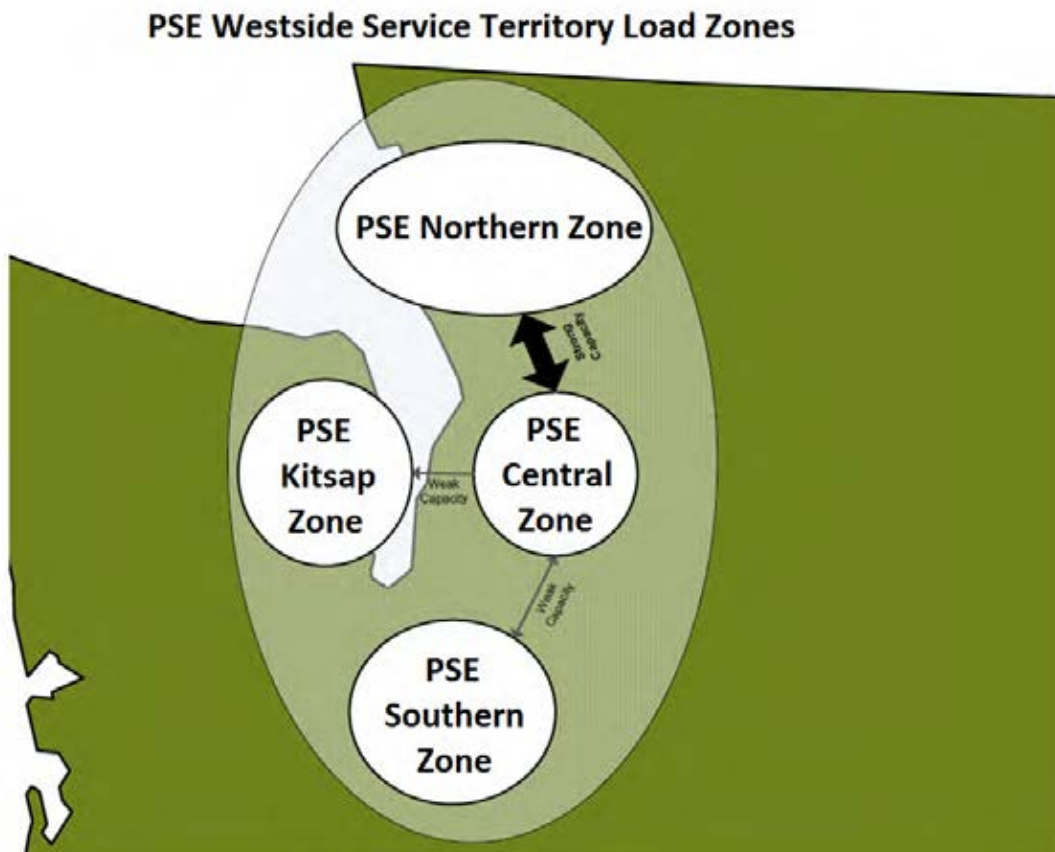 PSE Westside Service Territory Load Zones
PSE Northern Zone
Strong
Capacity
PSE
Kitsap
Zone
Weak
Capacity
PSE
Central
Zone
Weak
Capacity
PSE
Southern
Zone